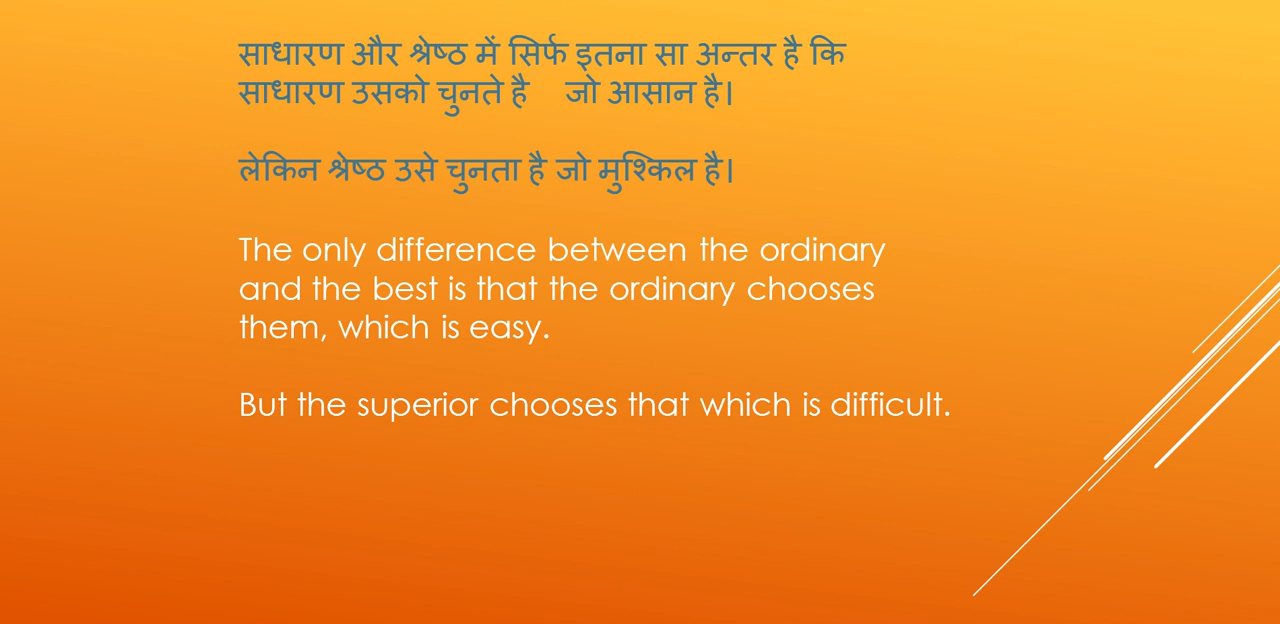 साधारण और श्रेष्ठ में सिर्फ इतना सा अन्तर है कि
साधारण उसको चुनते है जो आसान है।
लेकिन श्रेष्ठ उसे चुनता है जो मुश्किल है।
The only difference between the ordinary
and the best is that the ordinary chooses
them, which is easy.
But the superior chooses that which is difficult.